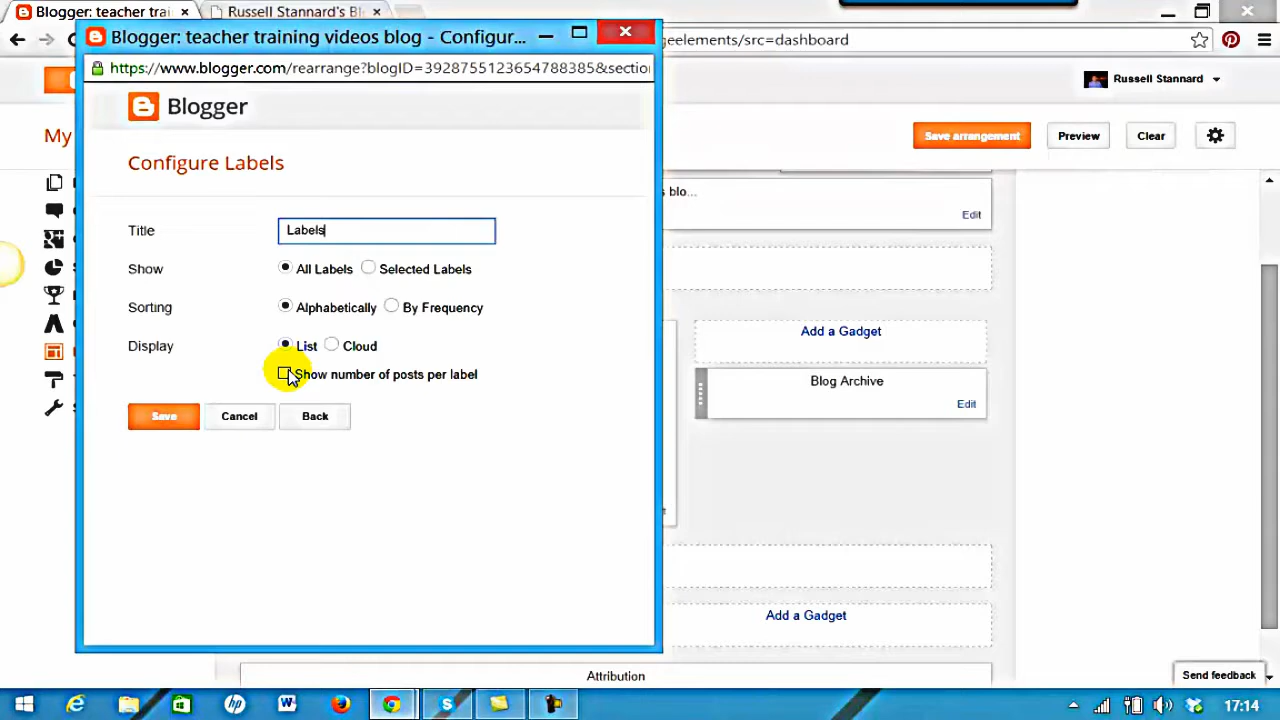 Blogger: teacher trai
Russell Stannard's Bl
Blogger: teacher training videos blog - Configur...
geelements/src=dashboard
https://www.blogger.com/rearrange?blogID=3928755123654788385&sectio
Russell Stannard
Blogger
My
Save arrangement
Preview
Clear
Configure Labels
s blo...
Edit
Title
Labels
Show
All Labels
Selected Labels
Sorting
Alphabetically
By Frequency
Add a Gadget
Display
List
Cloud
Show number of posts per label
Blog Archive
Edit
Save
Cancel
Back
Add a Gadget
Attribution
Send feedback
17:14